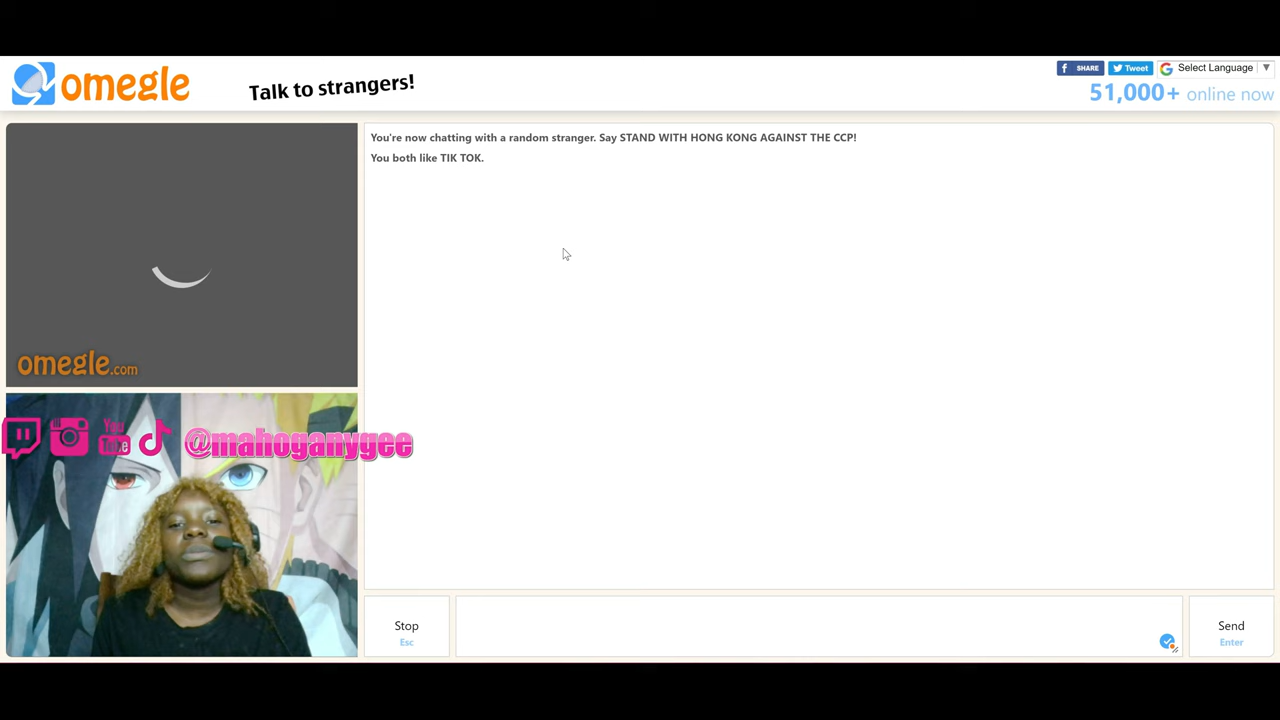 omegle
Talk to strangers!
SHARE
Tweet
Select Language
51,000+ online now
You're now chatting with a random stranger. Say STAND WITH HONG KONG AGAINST THE CCP!
You both like TIK TOK.
omegle.com
You
Tube
@mahoganygee
Stop
Esc
Send
Enter